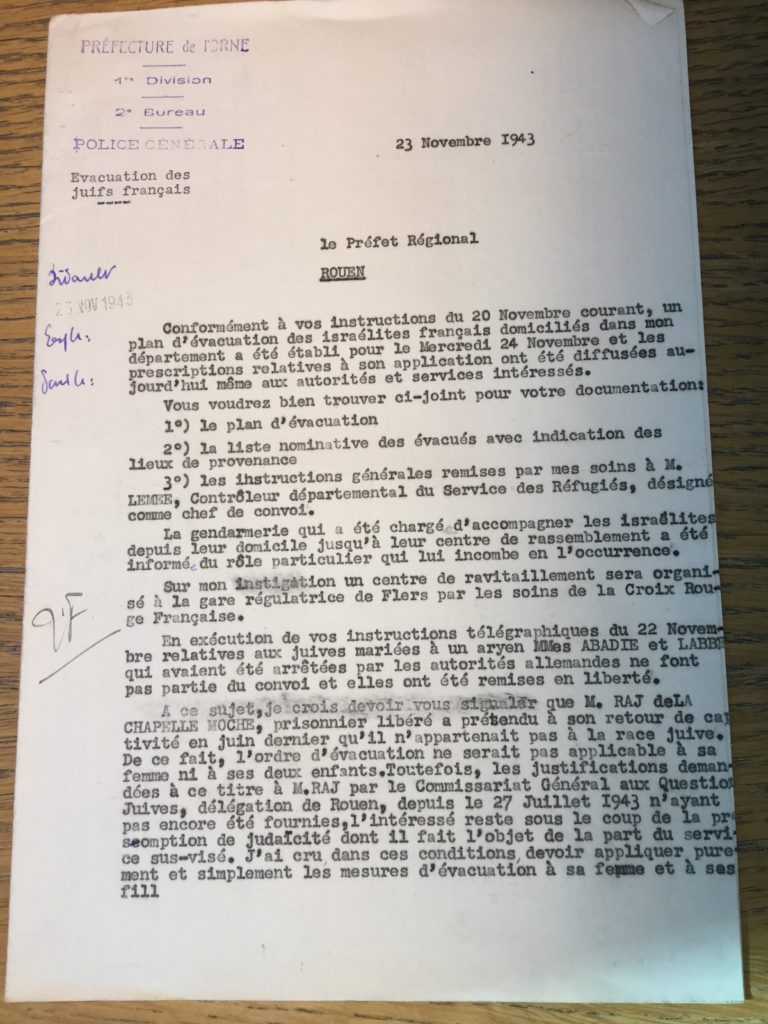 PRÉFECTURE de l'ORNE
1re Division
2e Bureau
POLICE GÉNÉRALE
23 Novembre 1943
Evacuation des
juifs français
le Préfet Régional
ROUEN
23 NOV 1943
Conformément à vos instructions du 20 Novembre courant, un
plan d'évacuation des israélites français domiciliés dans mon
département a été établi pour le Mercredi 24 Novembre et les
prescriptions relatives à son application ont été diffusées au-
jourd'hui même aux autorités et services intéressés.
Vous voudrez bien trouver ci-joint pour votre documentation:
1°) le plan d'évacuation
2°) la liste nominative des évacués avec indication des
lieux de provenance
3°) les instructions générales remises par mes soins à M.
LEMEE, Contrôleur départemental du Service des Réfugiés, désigné
comme chef de convoi.
La gendarmerie qui a été chargé d'accompagner les israélites
depuis leur domicile jusqu'à leur centre de rassemblement a été
informée du rôle particulier qui lui incombe en l'occurrence.
Sur mon instigation un centre de ravitaillement sera organi-
sé à la gare régulatrice de Flers par les soins de la Croix Rou-
ge Française.
En exécution de vos instructions télégraphiques du 22 Novem-
bre relatives aux juives mariées à un aryen MMes ABADIE et LABBE
qui avaient été arrêtées par les autorités allemandes ne font
pas partie du convoi et elles ont été remises en liberté.
A ce sujet, je crois devoir vous signaler que M. RAJ deLA
CHAPELLE MOCHE, prisonnier libéré a prétendu à son retour de cap
tivité en juin dernier qu'il n'appartenait pas à la race juive.
De ce fait, l'ordre d'évacuation ne serait pas applicable à sa
femme ni à ses deux enfants.Toutefois, les justifications deman-
dées à ce titre à M.RAJ par le Commissariat Général aux Question
Juives, délégation de Rouen, depuis le 27 Juillet 1943 n'ayant
pas encore été fournies,l'intéressé reste sous le coup de la pr
somption de judaïcité dont il fait l'objet de la part du servi-
ce sus-visé. J'ai cru dans ces conditions devoir appliquer pure-
ment et simplement les mesures d'évacuation à sa femme et à ses
fill